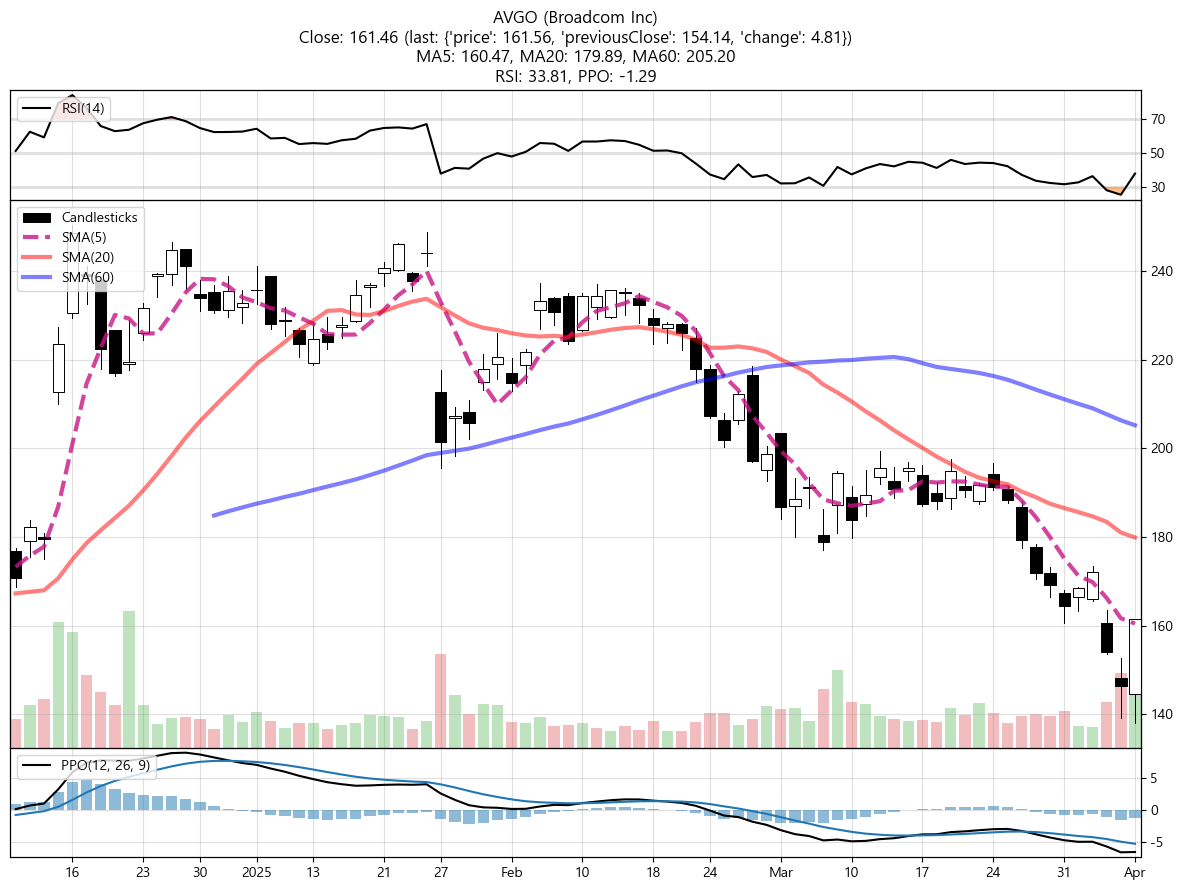 AVGO (Broadcom Inc)
Close: 161.46 (last: {'price': 161.56, 'previousClose': 154.14, 'change': 4.81})
MA5: 160.47, MA20: 179.89, MA60: 205.20
RSI: 33.81, PPO: -1.29
RSI(14)
70
50
30
Candlesticks
SMA(5)
SMA(20)
SMA(60)
240
220
200
180
160
140
PPO(12, 26, 9)
5
0
-5
16 23 30 2025 13 21 27 Feb 10 18 24 Mar 10 17 24 31 Apr